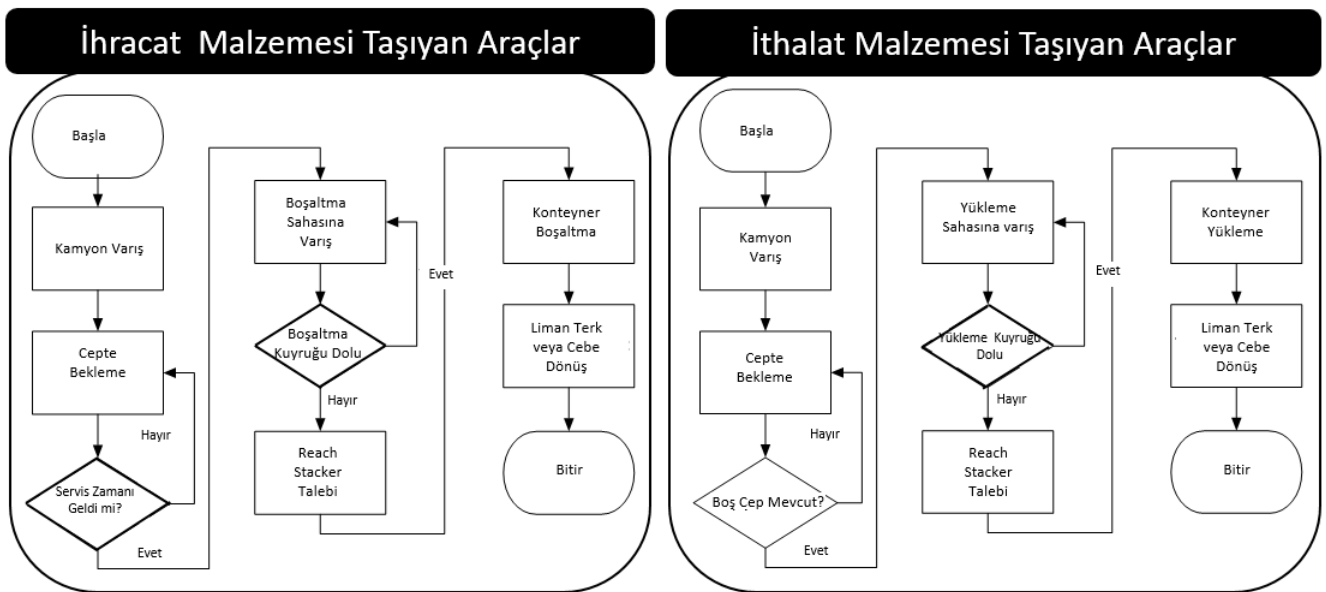 İhracat Malzemesi Taşıyan Araçlar
Başla
Kamyon Varış
Cepte
Bekleme
Hayır
Servis Zamanı
Geldi mi?
Evet
Boşaltma
Sahasına
Varış
Evet
Boşaltma
Kuyruğu Dolu
Hayır
Reach
Stacker
Talebi
Konteyner
Boşaltma
Liman Terk
veya Cebe
Dönüş
Bitir
İthalat Malzemesi Taşıyan Araçlar
Başla
Kamyon
Varış
Cepte
Bekleme
Hayır
Boş Cep Mevcut?
Evet
Yükleme
Sahasına varış
Evet
Yükleme Kuyruğu
Dolu
Hayır
Reach
Stacker
Talebi
Konteyner
Yükleme
Liman Terk
veya Cebe
Dönüş
Bitir